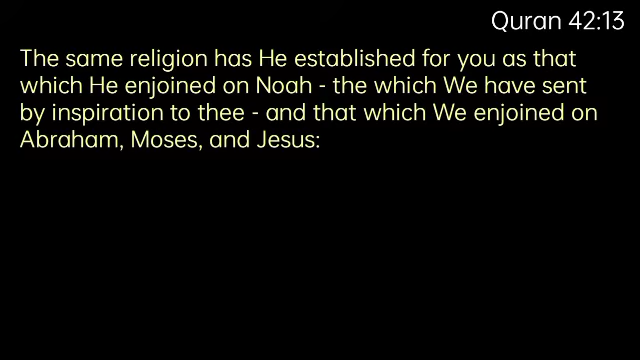 Quran 42:13
The same religion has He established for you as that
which He enjoined on Noah - the which We have sent
by inspiration to thee - and that which We enjoined on
Abraham, Moses, and Jesus: